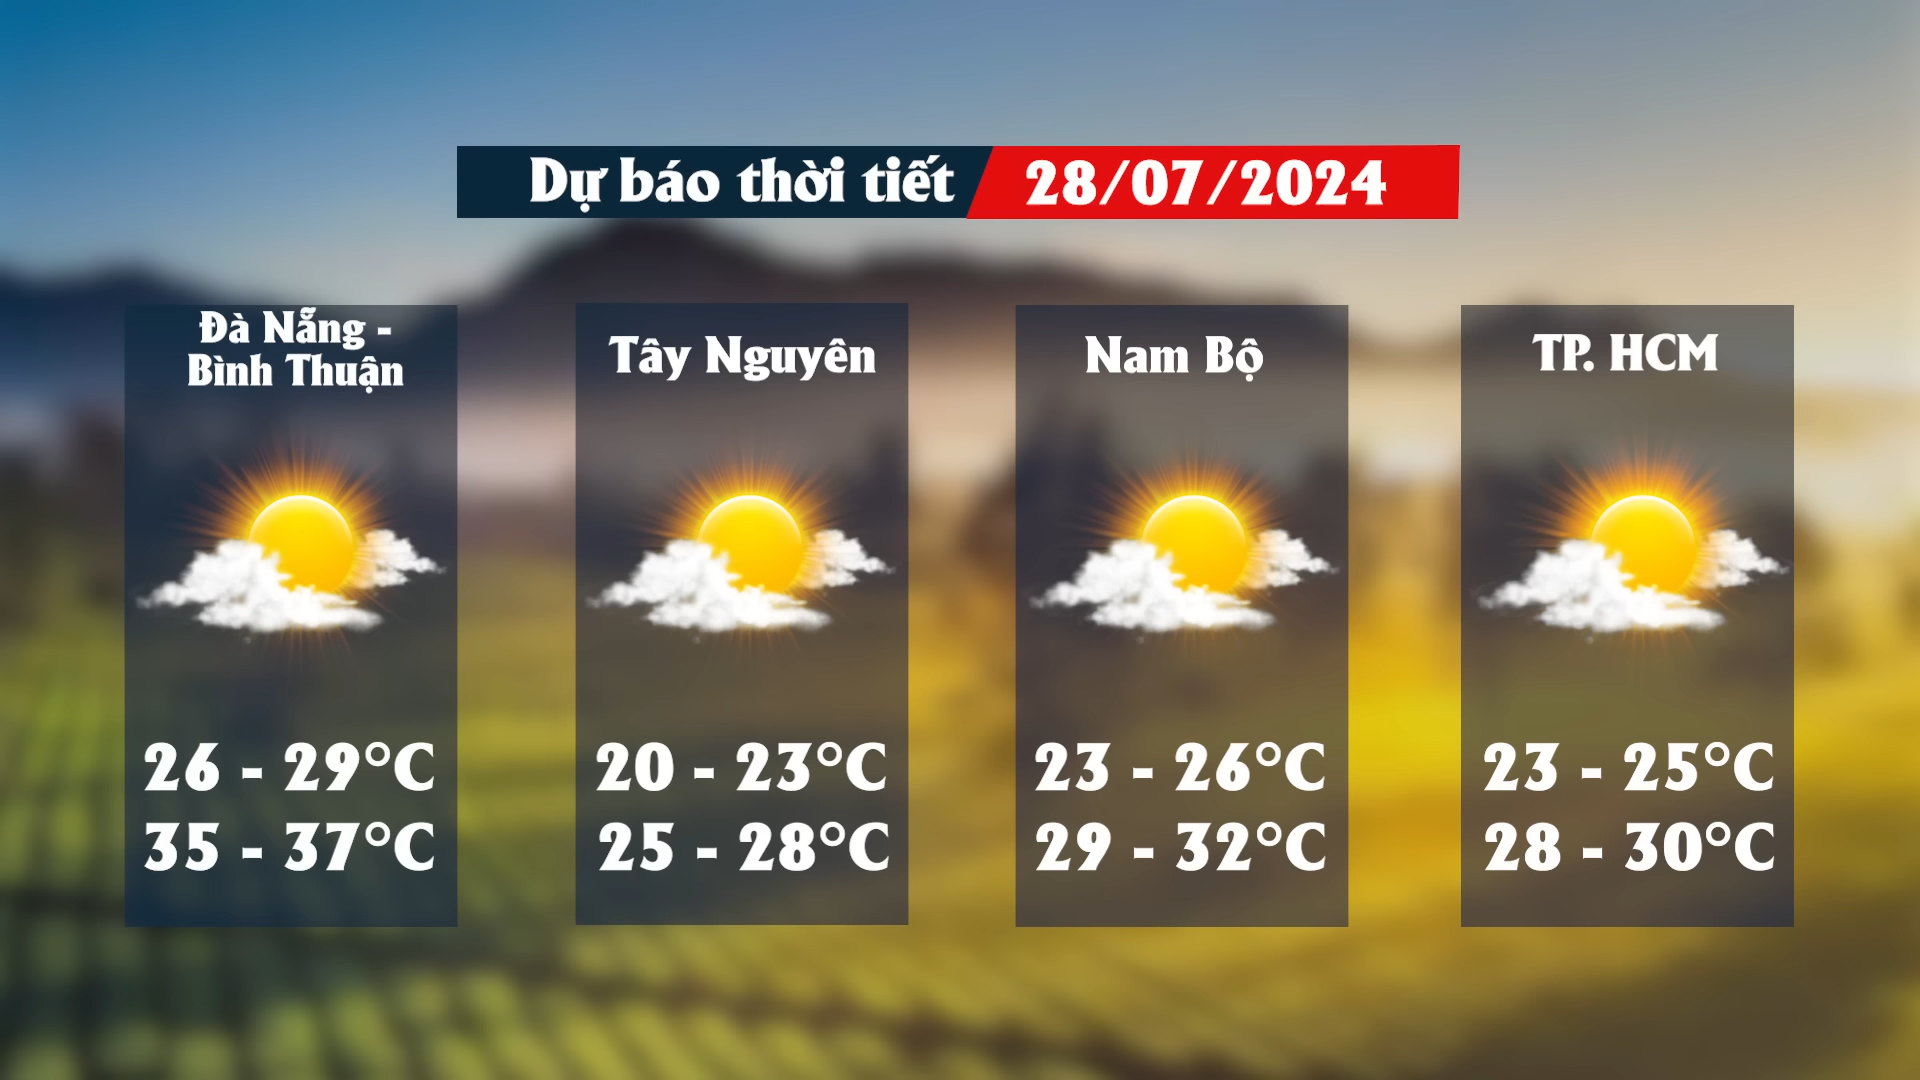 Dự báo thời tiết 28/07/2024
Đà Nẵng -
Bình Thuận
26 - 29°C
35 - 37°C
Tây Nguyên
20 - 23°C
25 - 28°C
Nam Bộ
23 - 26°C
29 - 32°C
TP. HCM
23 - 25°C
28 - 30°C